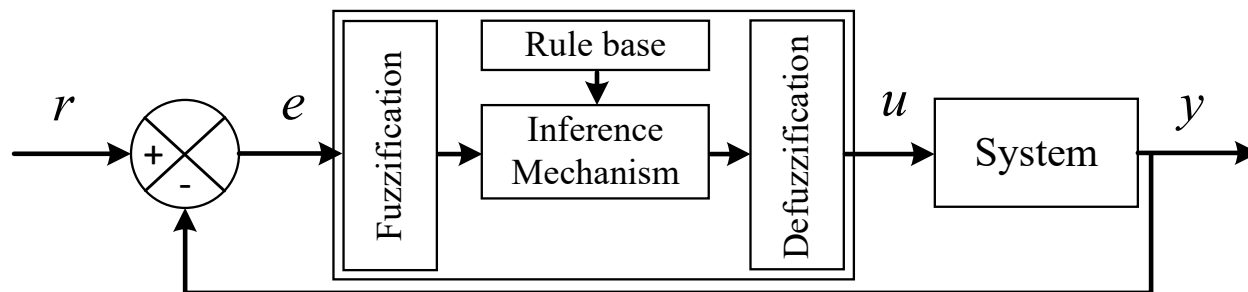 r
+
-
e
Fuzzification
Rule base
Inference
Mechanism
Defuzzification
u
System
y